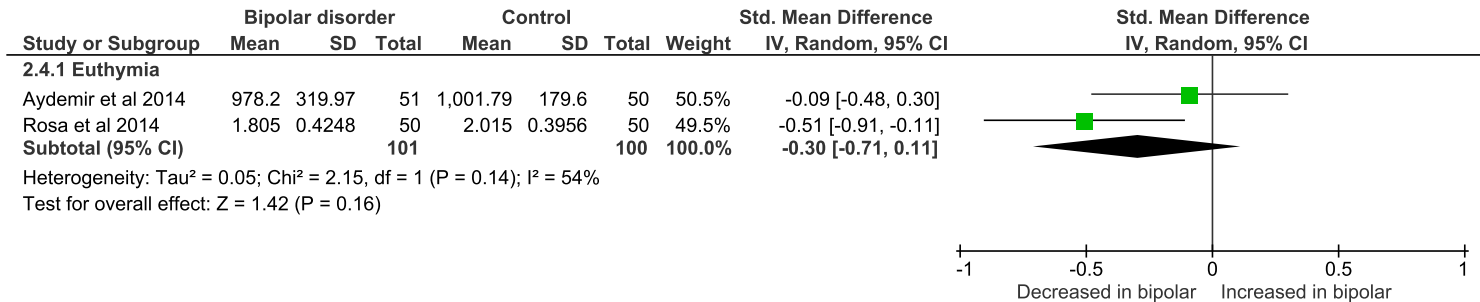 Bipolar disorder Control Std. Mean Difference Std. Mean Difference
Study or Subgroup Mean SD Total Mean SD Total Weight IV, Random, 95% CI IV, Random, 95% CI
2.4.1 Euthymia
Aydemir et al 2014 978.2 319.97 51 1,001.79 179.6 50 50.5% -0.09 [-0.48, 0.30]
Rosa et al 2014 1.805 0.4248 50 2.015 0.3956 50 49.5% -0.51 [-0.91, -0.11]
Subtotal (95% CI) 101 100 100.0% -0.30 [-0.71, 0.11]
Heterogeneity: Tau² = 0.05; Chi² = 2.15, df = 1 (P = 0.14); I² = 54%
Test for overall effect: Z = 1.42 (P = 0.16)
-1 -0.5 0 0.5 1
Decreased in bipolar Increased in bipolar